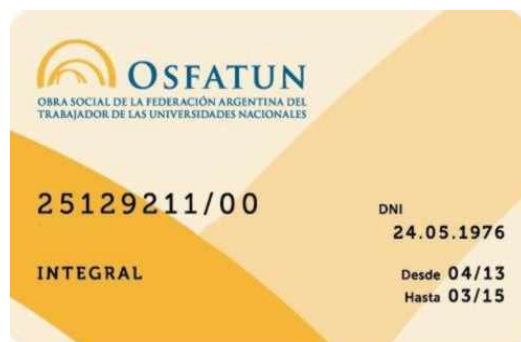 OSFATUN
OBRA SOCIAL DE LA FEDERACIÓN ARGENTINA DEL
TRABAJADOR DE LAS UNIVERSIDADES NACIONALES
25129211/00
DNI
24.05.1976
INTEGRAL
Desde 04/13
Hasta 03/15